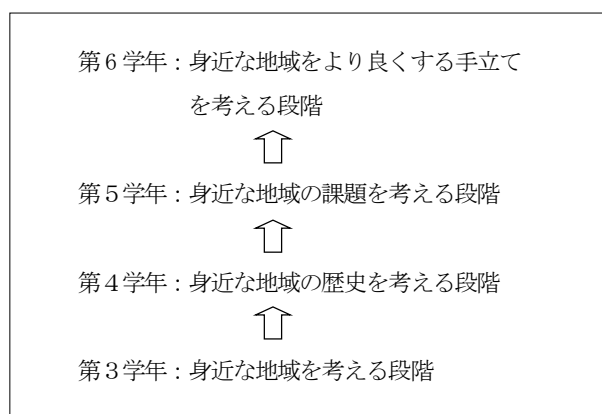 第６学年：身近な地域をより良くする手立て
を考える段階
第５学年：身近な地域の課題を考える段階
第４学年：身近な地域の歴史を考える段階
第３学年：身近な地域を考える段階